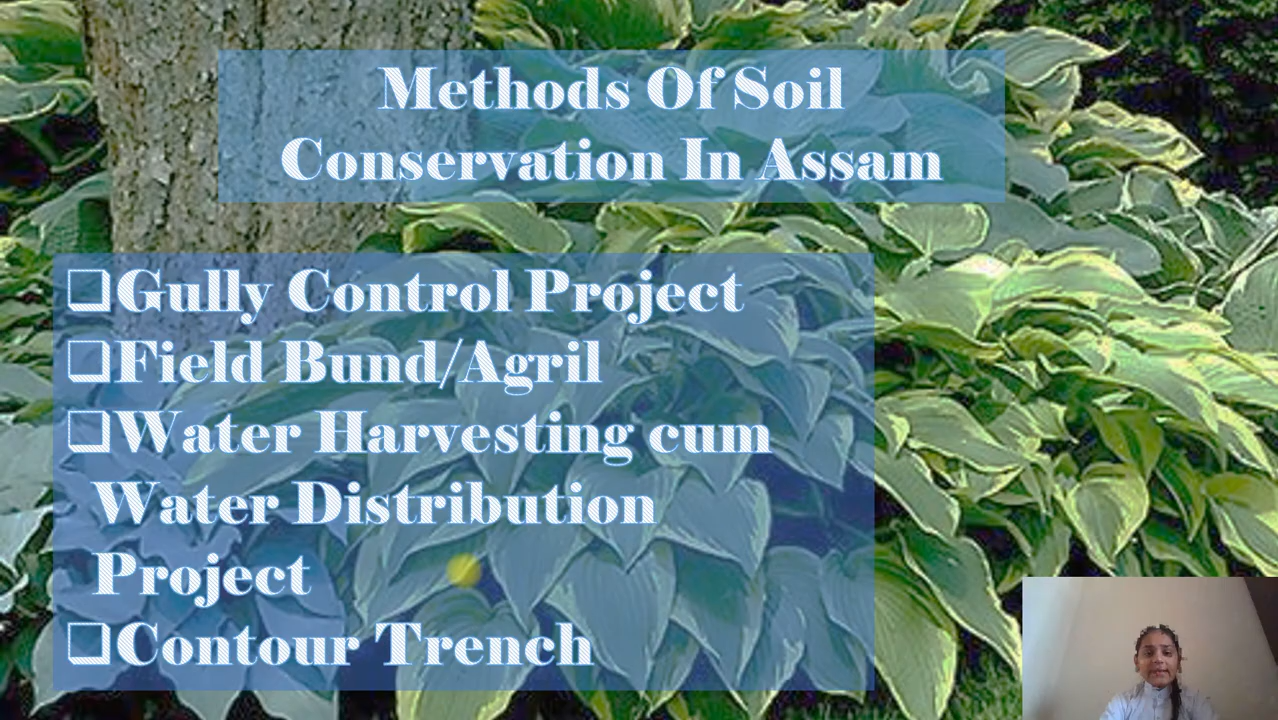 Methods Of Soil
Conservation In Assam
❑Gully Control Project
❑Field Bund/Agril
❑Water Harvesting cum
Water Distribution
Project
❑Contour Trench